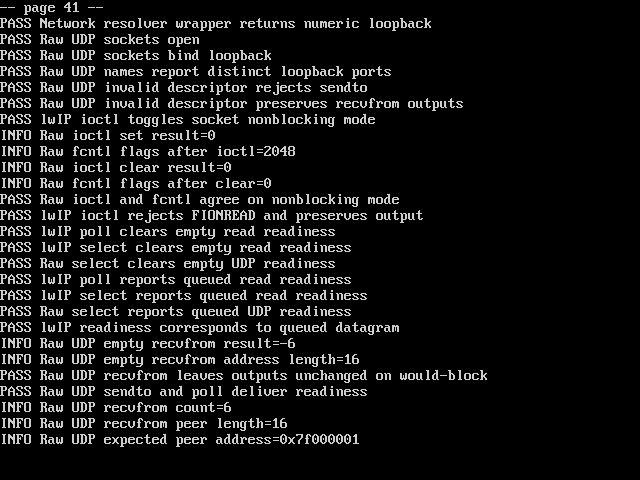 -- page 41 --
PASS Network resolver wrapper returns numeric loopback
PASS Raw UDP sockets open
PASS Raw UDP sockets bind loopback
PASS Raw UDP names report distinct loopback ports
PASS Raw UDP invalid descriptor rejects sendto
PASS Raw UDP invalid descriptor preserves recvfrom outputs
PASS lwIP ioctl toggles socket nonblocking mode
INFO Raw ioctl set result=0
INFO Raw fcntl flags after ioctl=2048
INFO Raw ioctl clear result=0
INFO Raw fcntl flags after clear=0
PASS Raw ioctl and fcntl agree on nonblocking mode
PASS lwIP ioctl rejects FIONREAD and preserves output
PASS lwIP poll clears empty read readiness
PASS lwIP select clears empty read readiness
PASS Raw select clears empty UDP readiness
PASS lwIP poll reports queued read readiness
PASS lwIP select reports queued read readiness
PASS Raw select reports queued UDP readiness
PASS lwIP readiness corresponds to queued datagram
INFO Raw UDP empty recvfrom result=-6
INFO Raw UDP empty recvfrom address length=16
PASS Raw UDP recvfrom leaves outputs unchanged on would-block
PASS Raw UDP sendto and poll deliver readiness
INFO Raw UDP recvfrom count=6
INFO Raw UDP recvfrom peer length=16
INFO Raw UDP expected peer address=0x7f000001